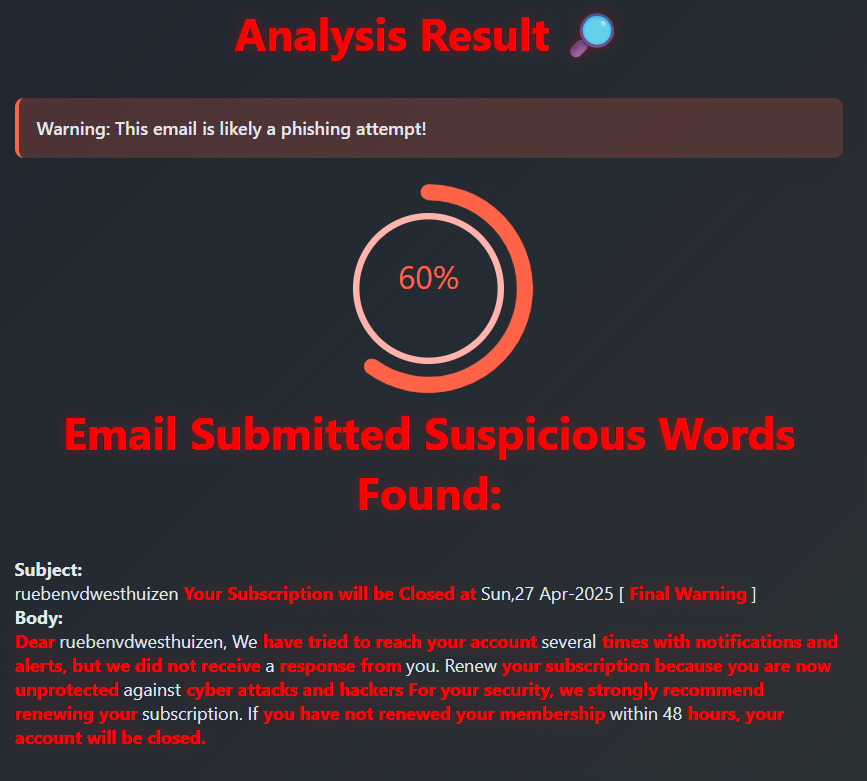 Analysis Result
Warning: This email is likely a phishing attempt!
60%
Email Submitted Suspicious Words
Found:
Subject:
ruebenvdwesthuizen Your Subscription will be Closed at Sun,27 Apr-2025 [ Final Warning ]
Body:
Dear ruebenvdwesthuizen, We have tried to reach your account several times with notifications and
alerts, but we did not receive a response from you. Renew your subscription because you are now
unprotected against cyber attacks and hackers For your security, we strongly recommend
renewing your subscription. If you have not renewed your membership within 48 hours, your
account will be closed.